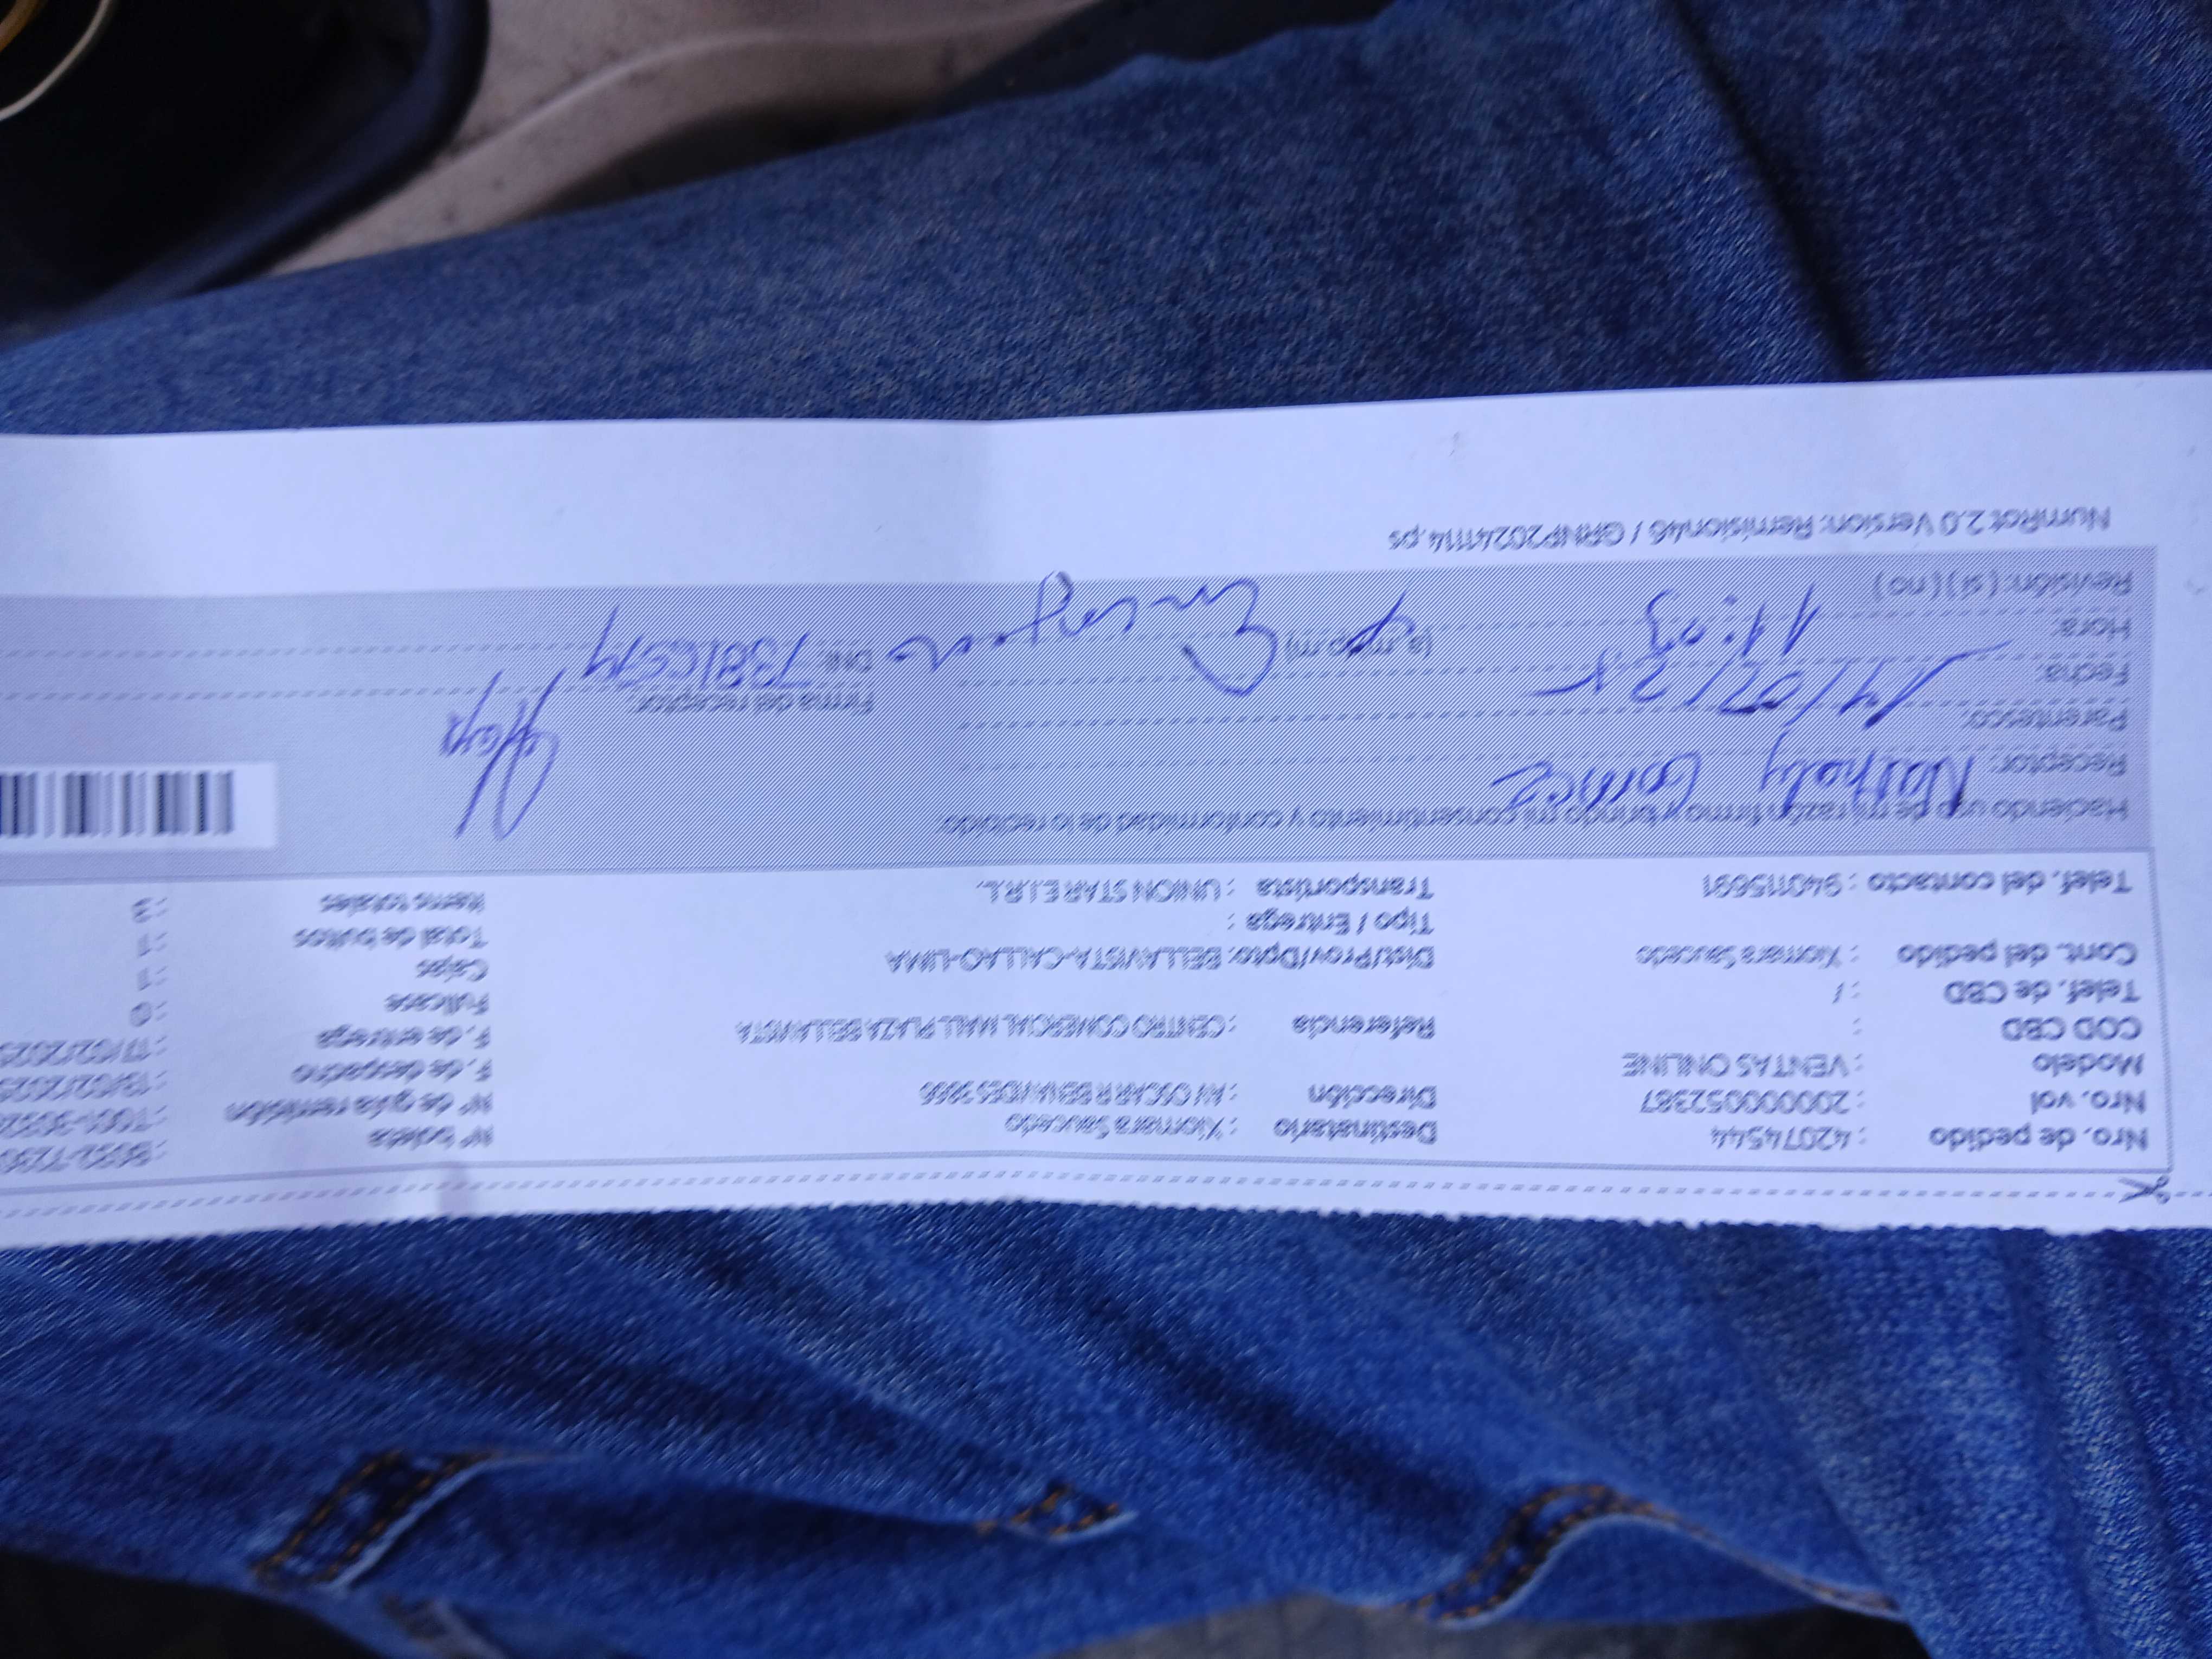 Nro. de pedido : 42074544 Destinatario : Xiomara Saucedo Nº boleta
Nro. vol : 20000052387 Dirección : AV OSCAR R BENAVIDES 3866 Nº de guía remisión
Modelo : VENTAS ONLINE F. de despacho
COD CBD : Referencia : CENTRO COMERCIAL MALL PLAZA BELLAVISTA F. de entrega : 17/02/2025
Telef. de CBD : / Fullcase : 0
Cont. del pedido : Xiomara Saucedo Dist/Prov/Dpto: BELLAVISTA-CALLAO-LIMA Cajas : 1
Tipo / Entrega : Total de bultos : 1
Telef. del contacto : 940115691 Transportista : UNION STAR E.I.R.L. Items totales : 3
Haciendo uso de mi razón firmo y brindo mi consentimiento y conformidad de lo recibido:
Receptor: Nathaly Gomez
Parentesco: Firma del receptor:
Fecha: 14/02/25
Hora: 11:03 (a.m/p.m) DNI:
Revisión: ( si ) ( no )
NumRot 2.0 Version: Remision46 / GRNP20241114.ps